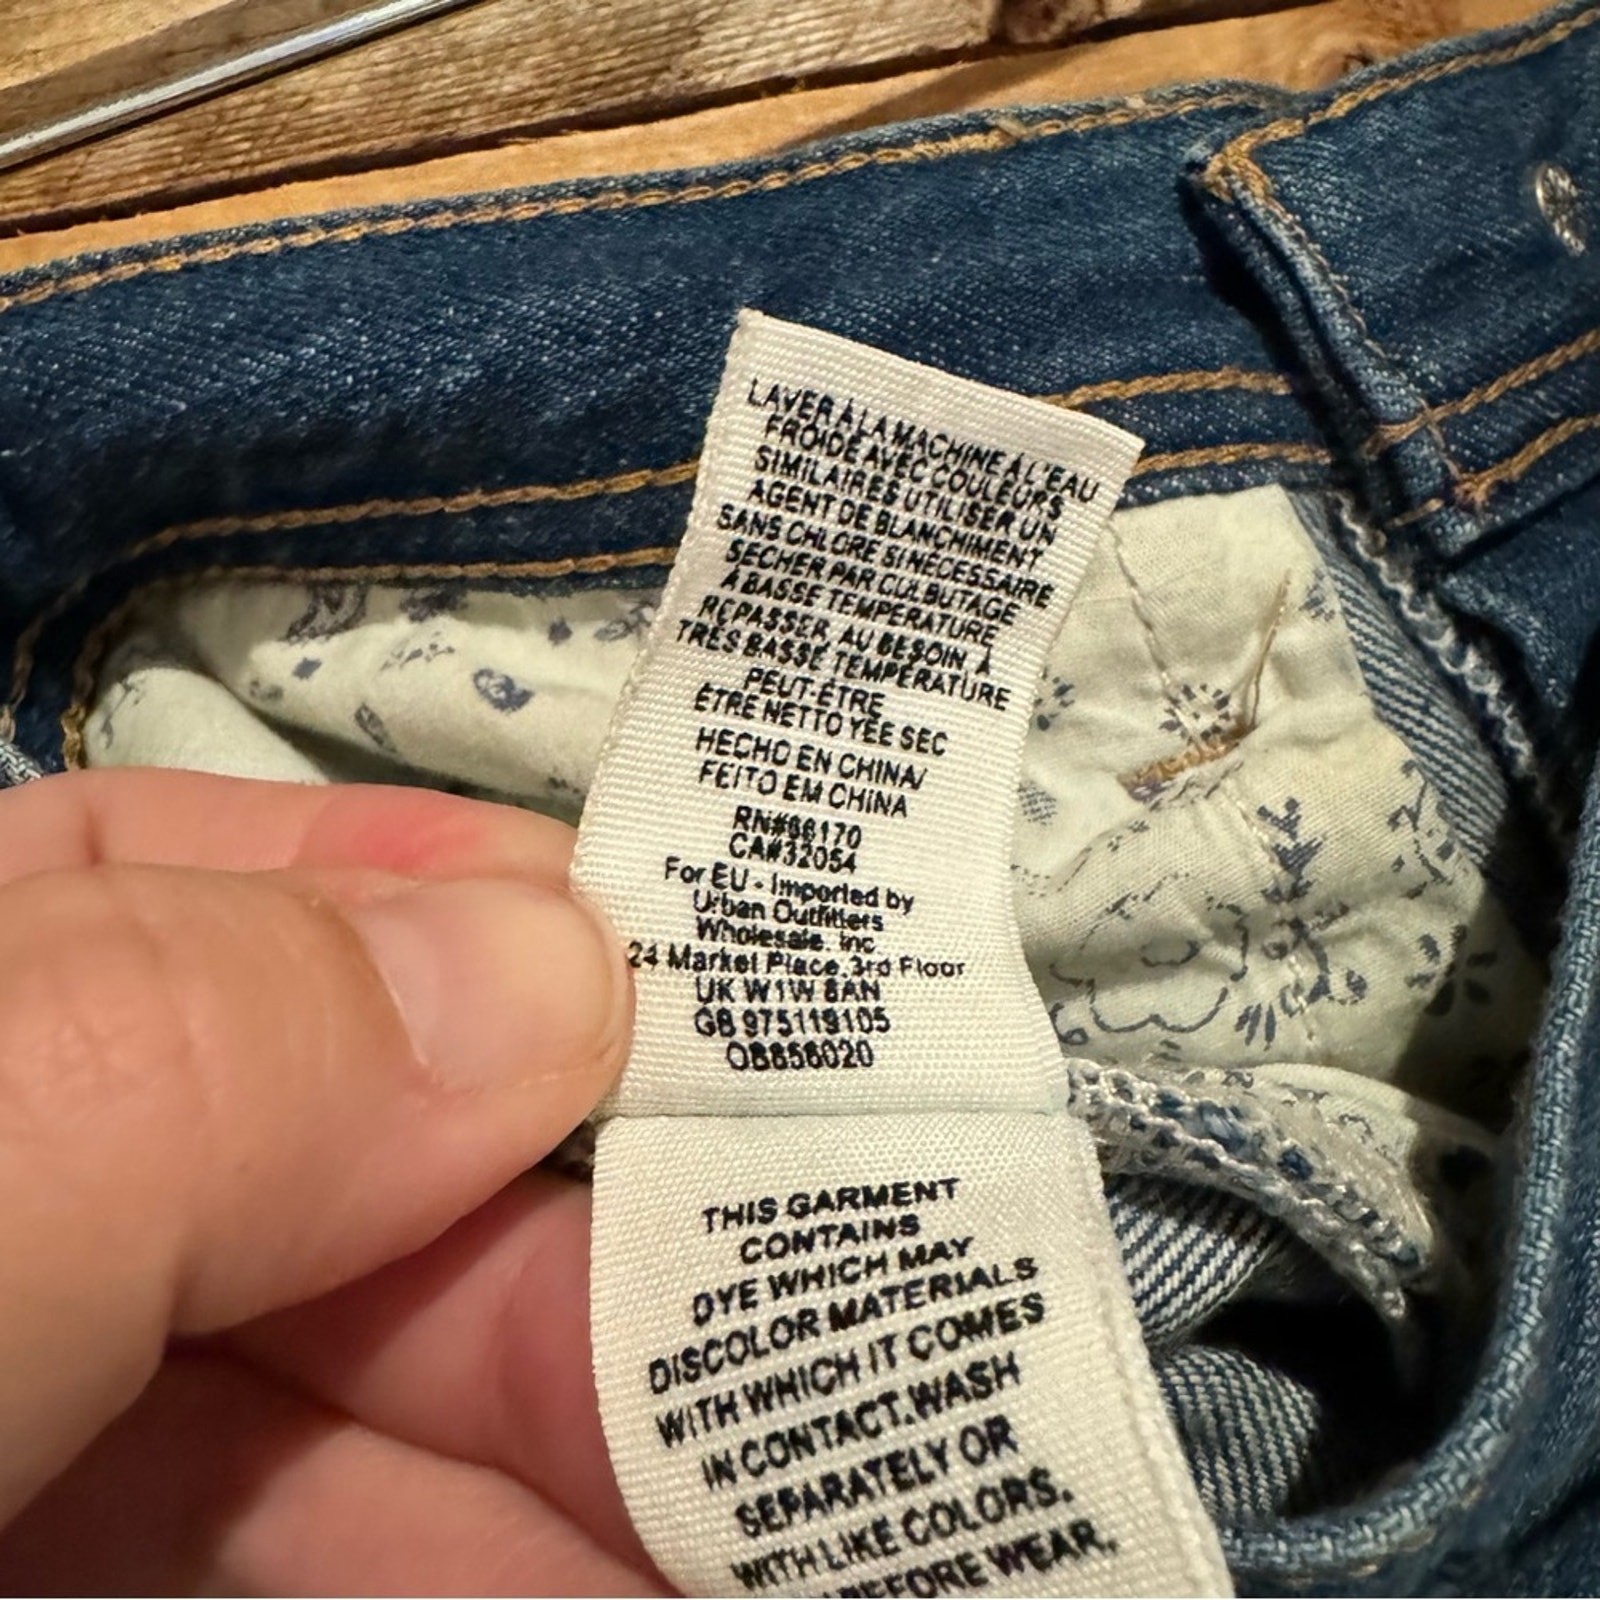 LAVER À LA MACHINE À L'EAU
FROIDE AVEC COULEURS
SIMILAIRES UTILISER UN
AGENT DE BLANCHIMENT
SANS CHLORE SI NÉCESSAIRE
SÉCHER PAR CULBUTAGE
À BASSE TEMPERATURE
REPASSER, AU BESOIN, À
TRÈS BASSE TEMPÉRATURE
PEUT-ÊTRE
ÊTRE NETTOYÉE SEC
HECHO EN CHINA/
FEITO EM CHINA
RN#66170
CA#32054
For EU - Imported by
Urban Outfitters
Wholesale, Inc
24 Market Place, 3rd Floor
UK W1W 8AN
GB 975119105
OB856020
THIS GARMENT
CONTAINS
DYE WHICH MAY
DISCOLOR MATERIALS
WITH WHICH IT COMES
IN CONTACT.WASH
SEPARATELY OR
WITH LIKE COLORS.
BEFORE WEAR.